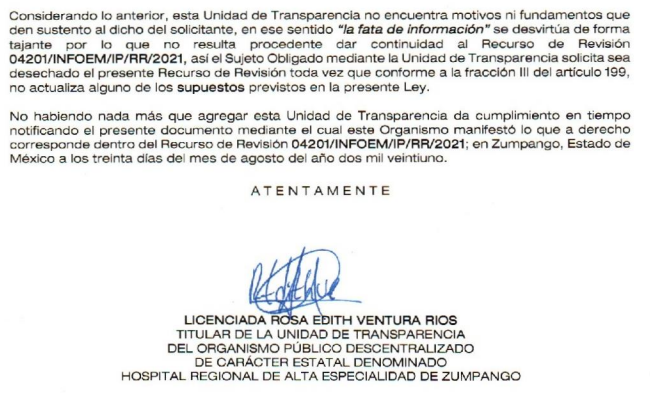 Considerando lo anterior, esta Unidad de Transparencia no encuentra motivos ni fundamentos que
den sustento al dicho del solicitante, en ese sentido "la fata de información" se desvirtúa de forma
tajante por lo que no resulta procedente dar continuidad al Recurso de Revisión
04201/INFOEM/IP/RR/2021, así el Sujeto Obligado mediante la Unidad de Transparencia solicita sea
desechado el presente Recurso de Revisión toda vez que conforme a la fracción III del artículo 199,
no actualiza alguno de los supuestos previstos en la presente Ley.
No habiendo nada más que agregar esta Unidad de Transparencia da cumplimiento en tiempo
notificando el presente documento mediante el cual este Organismo manifestó lo que a derecho
corresponde dentro del Recurso de Revisión 04201/INFOEM/IP/RR/2021; en Zumpango, Estado de
México a los treinta días del mes de agosto del año dos mil veintiuno.
ATENTAMENTE
LICENCIADA ROSA EDITH VENTURA RIOS
TITULAR DE LA UNIDAD DE TRANSPARENCIA
DEL ORGANISMO PÚBLICO DESCENTRALIZADO
DE CARÁCTER ESTATAL DENOMINADO
HOSPITAL REGIONAL DE ALTA ESPECIALIDAD DE ZUMPANGO